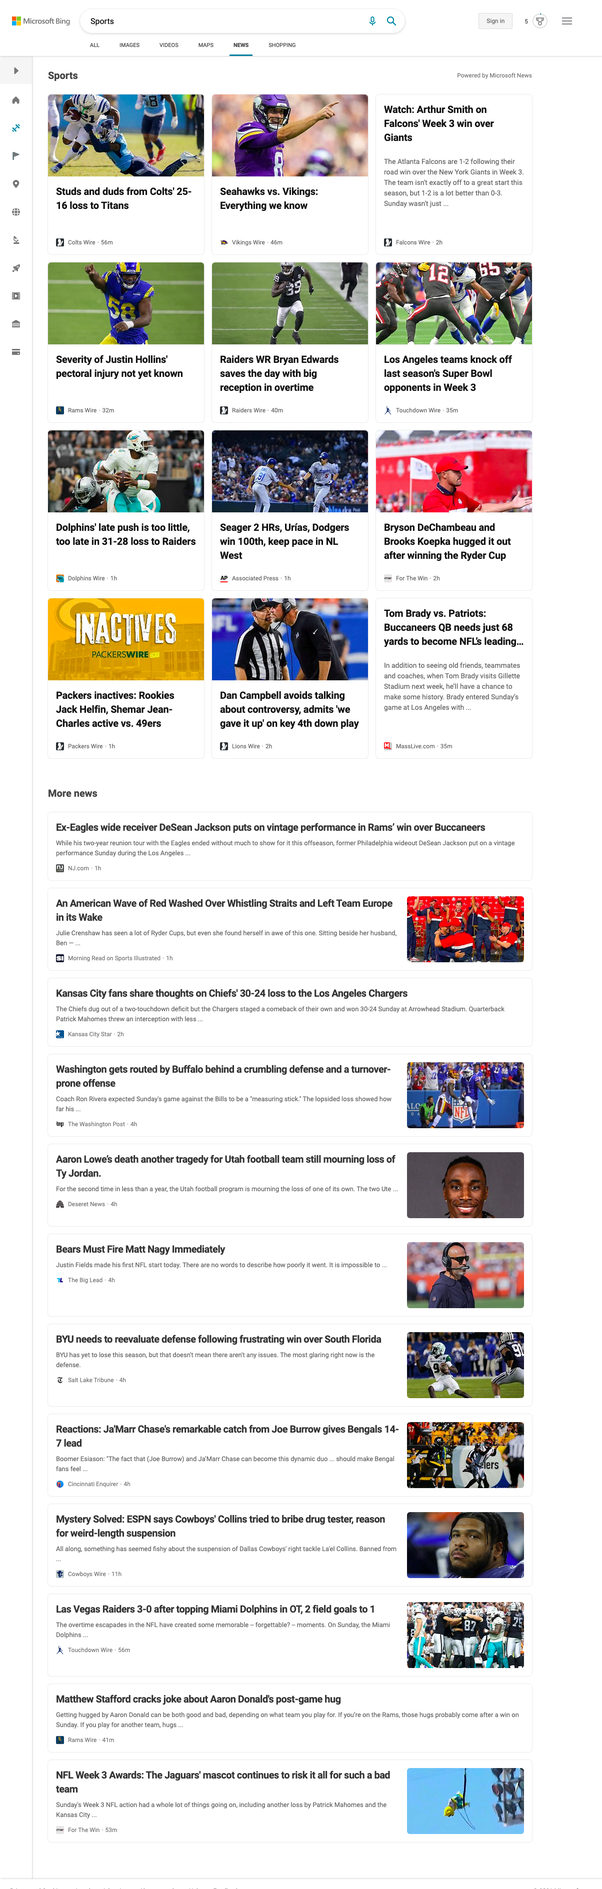 Microsoft Bing
Sports
Sign in
5
ALL IMAGES VIDEOS MAPS NEWS SHOPPING
Sports
Powered by Microsoft News
Studs and duds from Colts' 25-
16 loss to Titans
Colts Wire · 56m
Seahawks vs. Vikings:
Everything we know
Vikings Wire · 46m
Watch: Arthur Smith on
Falcons' Week 3 win over
Giants
The Atlanta Falcons are 1-2 following their
road win over the New York Giants in Week 3.
The team isn't exactly off to a great start this
season, but 1-2 is a lot better than 0-3.
Sunday wasn't just ...
Falcons Wire · 2h
Severity of Justin Hollins'
pectoral injury not yet known
Rams Wire · 32m
Raiders WR Bryan Edwards
saves the day with big
reception in overtime
Raiders Wire · 40m
Los Angeles teams knock off
last season's Super Bowl
opponents in Week 3
Touchdown Wire · 35m
Dolphins' late push is too little,
too late in 31-28 loss to Raiders
Dolphins Wire · 1h
Seager 2 HRs, Urías, Dodgers
win 100th, keep pace in NL
West
AP Associated Press · 1h
Bryson DeChambeau and
Brooks Koepka hugged it out
after winning the Ryder Cup
For The Win · 2h
INACTIVES
PACKERSWIRE
Packers inactives: Rookies
Jack Helfin, Shemar Jean-
Charles active vs. 49ers
Packers Wire · 1h
Dan Campbell avoids talking
about controversy, admits 'we
gave it up' on key 4th down play
Lions Wire · 2h
Tom Brady vs. Patriots:
Buccaneers QB needs just 68
yards to become NFL's leading...
In addition to seeing old friends, teammates
and coaches, when Tom Brady visits Gillette
Stadium next week, he'll have a chance to
make some history. Brady entered Sunday's
game at Los Angeles with ...
MassLive.com · 35m
More news
Ex-Eagles wide receiver DeSean Jackson puts on vintage performance in Rams' win over Buccaneers
While his two-year reunion tour with the Eagles ended without much to show for it this offseason, former Philadelphia wideout DeSean Jackson put on a vintage
performance Sunday during the Los Angeles ...
NJ.com · 1h
An American Wave of Red Washed Over Whistling Straits and Left Team Europe
in its Wake
Julie Crenshaw has seen a lot of Ryder Cups, but even she found herself in awe of this one. Sitting beside her husband,
Ben — ...
Morning Read on Sports Illustrated · 1h
Kansas City fans share thoughts on Chiefs' 30-24 loss to the Los Angeles Chargers
The Chiefs dug out of a two-touchdown deficit but the Chargers staged a comeback of their own and won 30-24 Sunday at Arrowhead Stadium. Quarterback
Patrick Mahomes threw an interception with less ...
Kansas City Star · 2h
Washington gets routed by Buffalo behind a crumbling defense and a turnover-
prone offense
Coach Ron Rivera expected Sunday's game against the Bills to be a "measuring stick." The lopsided loss showed how
far his ...
The Washington Post · 4h
Aaron Lowe's death another tragedy for Utah football team still mourning loss of
Ty Jordan.
For the second time in less than a year, the Utah football program is mourning the loss of one of its own. The two Ute ...
Deseret News · 4h
Bears Must Fire Matt Nagy Immediately
Justin Fields made his first NFL start today. There are no words to describe how poorly it went. It is impossible to ...
The Big Lead · 4h
BYU needs to reevaluate defense following frustrating win over South Florida
BYU has yet to lose this season, but that doesn't mean there aren't any issues. The most glaring right now is the
defense.
Salt Lake Tribune · 4h
Reactions: Ja'Marr Chase's remarkable catch from Joe Burrow gives Bengals 14-
7 lead
Boomer Esiason: "The fact that (Joe Burrow) and Ja'Marr Chase can become this dynamic duo ... should make Bengal
fans feel ...
Cincinnati Enquirer · 4h
Mystery Solved: ESPN says Cowboys' Collins tried to bribe drug tester, reason
for weird-length suspension
All along, something has seemed fishy about the suspension of Dallas Cowboys' right tackle La'el Collins. Banned from
...
Cowboys Wire · 11h
Las Vegas Raiders 3-0 after topping Miami Dolphins in OT, 2 field goals to 1
The overtime escapades in the NFL have created some memorable – forgettable? – moments. On Sunday, the Miami
Dolphins ...
Touchdown Wire · 56m
Matthew Stafford cracks joke about Aaron Donald's post-game hug
Getting hugged by Aaron Donald can be both good and bad, depending on what team you play for. If you're on the Rams, those hugs probably come after a win on
Sunday. If you play for another team, hugs ...
Rams Wire · 41m
NFL Week 3 Awards: The Jaguars' mascot continues to risk it all for such a bad
team
Sunday's Week 3 NFL action had a whole lot of things going on, including another loss by Patrick Mahomes and the
Kansas City ...
For The Win · 53m